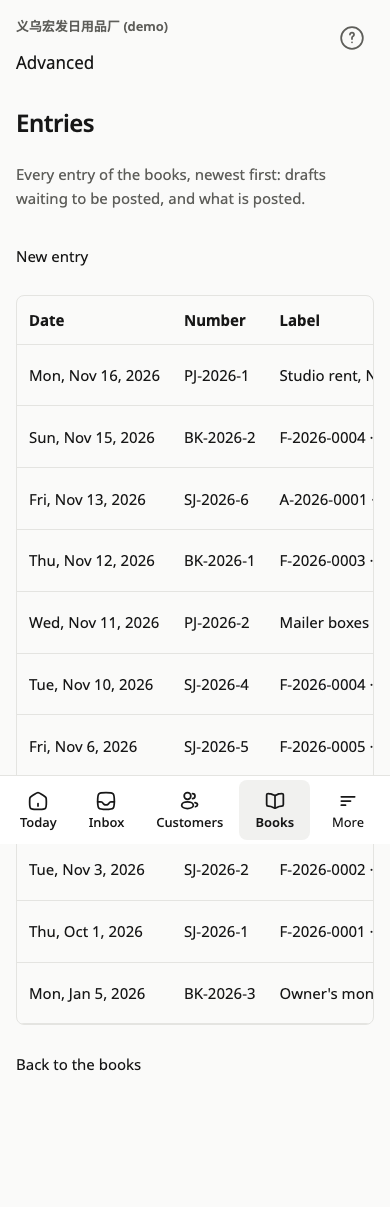 义乌宏发日用品厂 (demo)
Advanced
Entries
Every entry of the books, newest first: drafts
waiting to be posted, and what is posted.
New entry
Date Number Label
Mon, Nov 16, 2026 PJ-2026-1 Studio rent,
Sun, Nov 15, 2026 BK-2026-2 F-2026-0004 ·
Fri, Nov 13, 2026 SJ-2026-6 A-2026-0001 ·
Thu, Nov 12, 2026 BK-2026-1 F-2026-0003 ·
Wed, Nov 11, 2026 PJ-2026-2 Mailer boxes
Tue, Nov 10, 2026 SJ-2026-4 F-2026-0004 ·
Fri, Nov 6, 2026 SJ-2026-5 F-2026-0005 ·
Today Inbox Customers Books More
Tue, Nov 3, 2026 SJ-2026-2 F-2026-0002 ·
Thu, Oct 1, 2026 SJ-2026-1 F-2026-0001 ·
Mon, Jan 5, 2026 BK-2026-3 Owner's mon
Back to the books